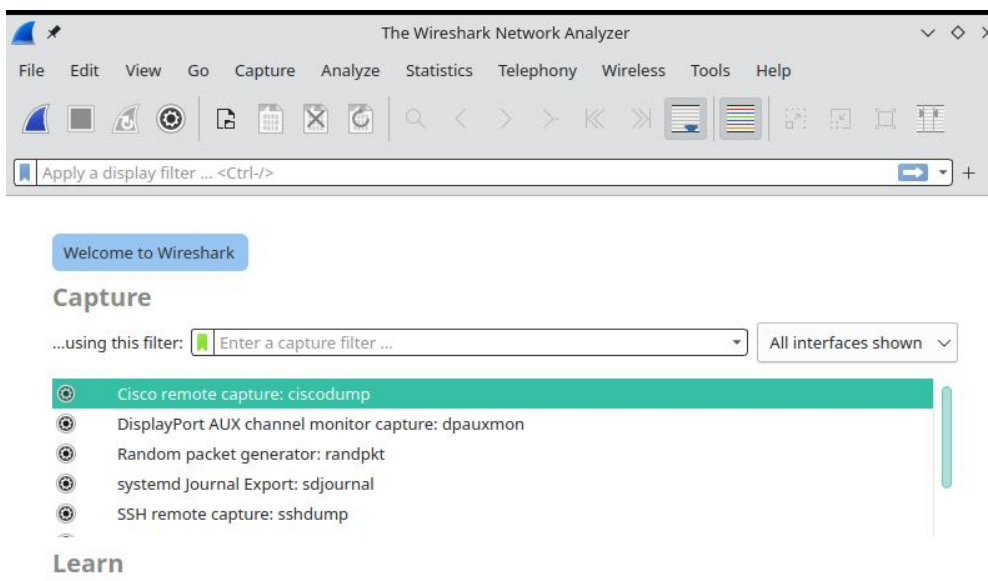 The Wireshark Network Analyzer
File Edit View Go Capture Analyze Statistics Telephony Wireless Tools Help
Apply a display filter ... <Ctrl-/>
Welcome to Wireshark
Capture
...using this filter: Enter a capture filter ... All interfaces shown
Cisco remote capture: ciscodump
DisplayPort AUX channel monitor capture: dpauxmon
Random packet generator: randpkt
systemd Journal Export: sdjournal
SSH remote capture: sshdump
Learn